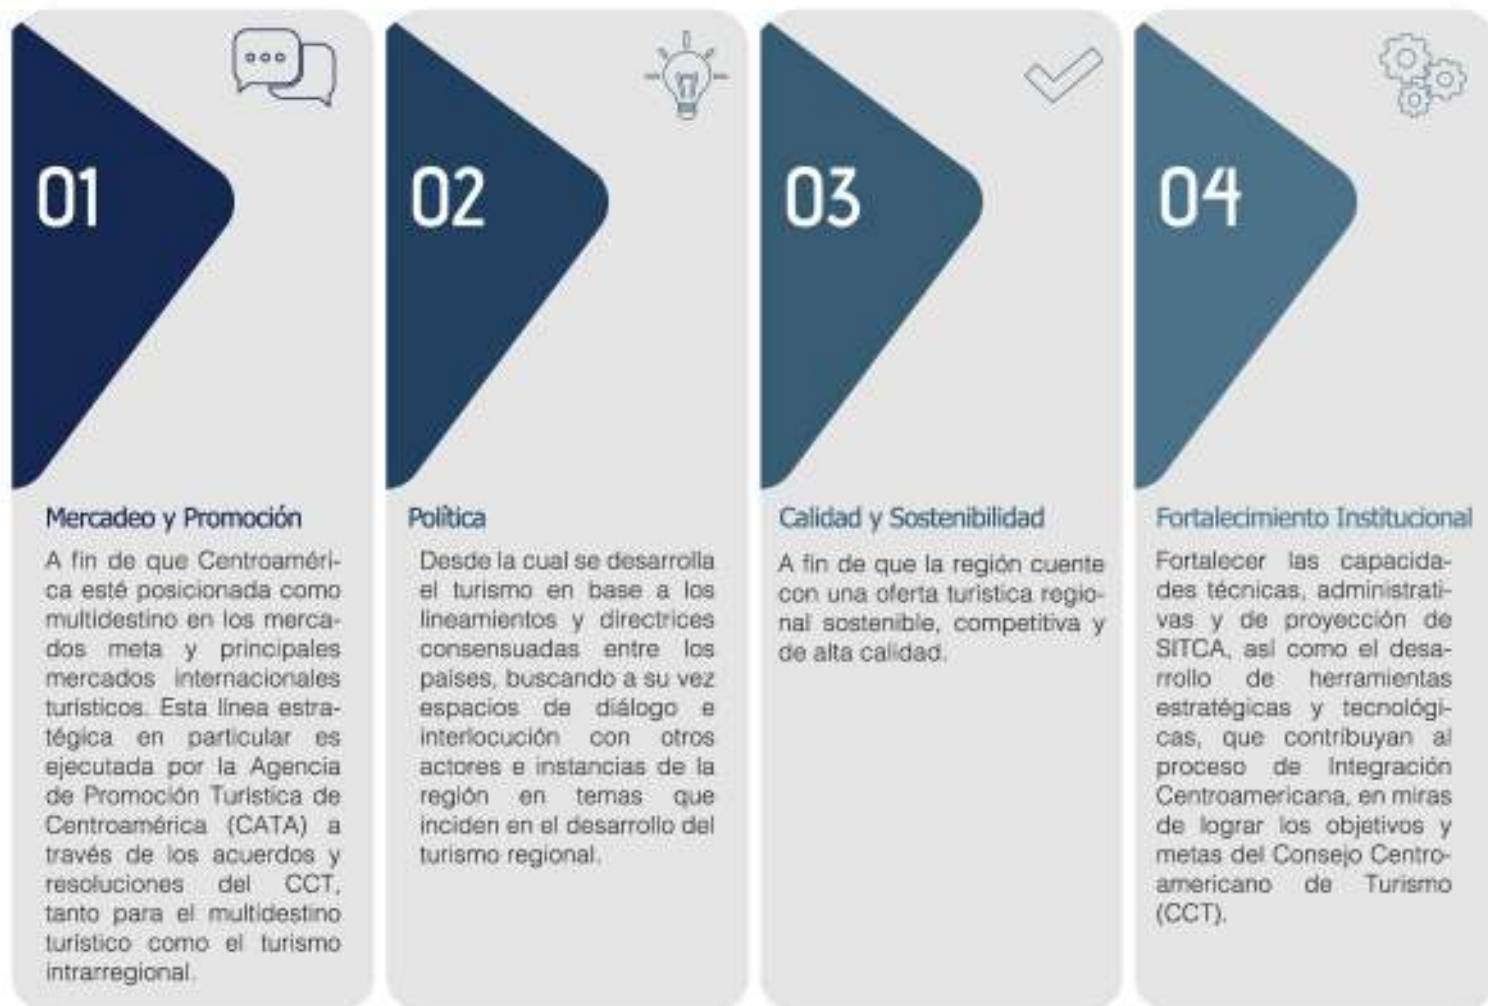 01
Mercadeo y Promoción
A fin de que Centroaméri-
ca esté posicionada como
multidestino en los merca-
dos meta y principales
mercados internacionales
turísticos. Esta línea estra-
tégica en particular es
ejecutada por la Agencia
de Promoción Turística de
Centroamérica (CATA) a
través de los acuerdos y
resoluciones del CCT,
tanto para el multidestino
turístico como el turismo
intrarregional.
02
Política
Desde la cual se desarrolla
el turismo en base a los
lineamientos y directrices
consensuadas entre los
países, buscando a su vez
espacios de diálogo e
interlocución con otros
actores e instancias de la
región en temas que
inciden en el desarrollo del
turismo regional.
03
Calidad y Sostenibilidad
A fin de que la región cuente
con una oferta turística regio-
nal sostenible, competitiva y
de alta calidad.
04
Fortalecimiento Institucional
Fortalecer las capacida-
des técnicas, administrati-
vas y de proyección de
SITCA, así como el desa-
rrollo de herramientas
estratégicas y tecnológi-
cas, que contribuyan al
proceso de Integración
Centroamericana, en miras
de lograr los objetivos y
metas del Consejo Centro-
americano de Turismo
(CCT).